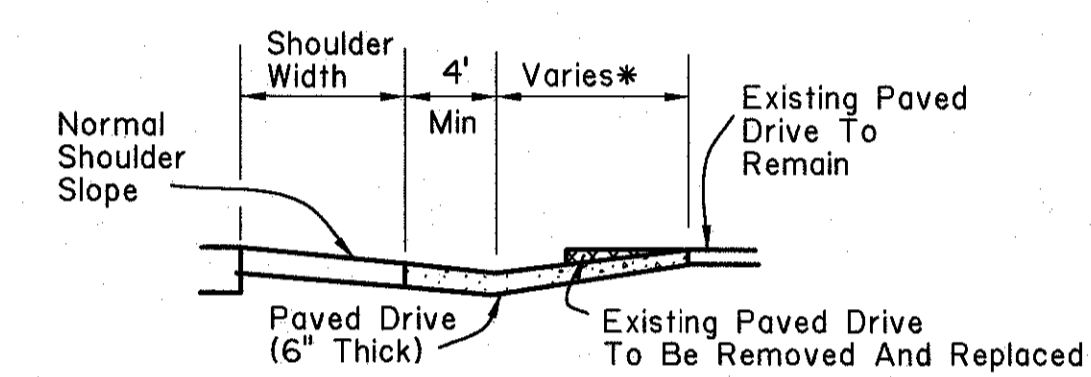 Shoulder
Width
4'
Min
Varies*
Existing Paved
Drive To
Remain
Normal
Shoulder
Slope
Paved Drive
(6" Thick)
Existing Paved Drive
To Be Removed And Replaced